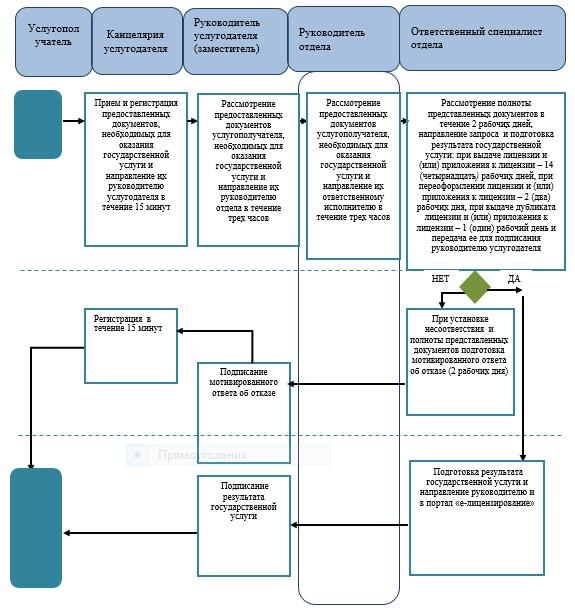 Услугопол
учатель
Канцелярия
услугодателя
Руководитель
услугодателя
(заместитель)
Руководитель
отдела
Ответственный специалист
отдела
Прием и регистрация
предоставленных
документов,
необходимых для
оказания
государственной
услуги и
направление их
руководителю
услугодателя в
течение 15 минут
Рассмотрение
предоставленных
документов
услугополучателя,
необходимых для
оказания
государственной
услуги и
направление их
руководителю
отдела в течение
трех часов
Рассмотрение
предоставленных
документов
услугополучателя,
необходимых для
оказания
государственной
услуги и
направление их
ответственному
исполнителю в
течение трех часов
Рассмотрение полноты
представленных документов в
течение 2 рабочих дней,
направление запроса и подготовка
результата государственной
услуги: при выдаче лицензии и
(или) приложения к лицензии – 14
(четырнадцать) рабочих дней, при
переоформлении лицензии и (или)
приложения к лицензии – 2 (два)
рабочих дня, при выдаче дубликата
лицензии и (или) приложения к
лицензии – 1 (один) рабочий день и
передача ее для подписания
руководителю услугодателя
НЕТ
ДА
Регистрация в
течение 15 минут
Подписание
мотивированного
ответа об отказе
При установке
несоответствия и
полноты представленных
документов подготовка
мотивированного ответа
об отказе (2 рабочих дня)
Прямоугольник
Подписание
результата
государственной
услуги
Подготовка результата
государственной услуги и
направление руководителю и
в портал «е-лицензирование»